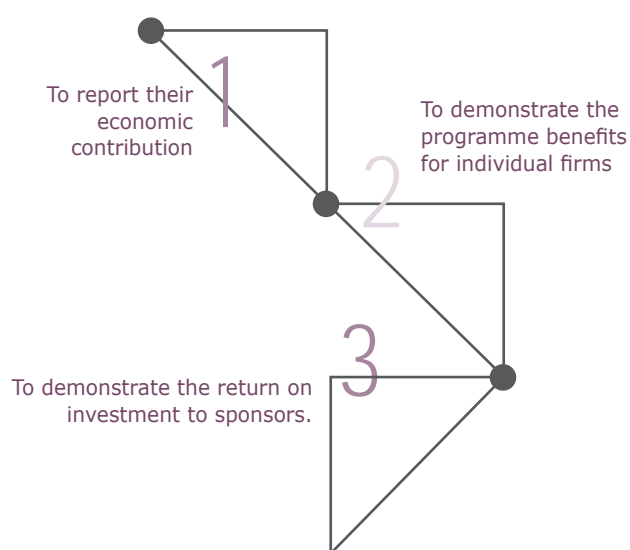 1
To report their
economic
contribution
2
To demonstrate the
programme benefits
for individual firms
3
To demonstrate the return on
investment to sponsors.